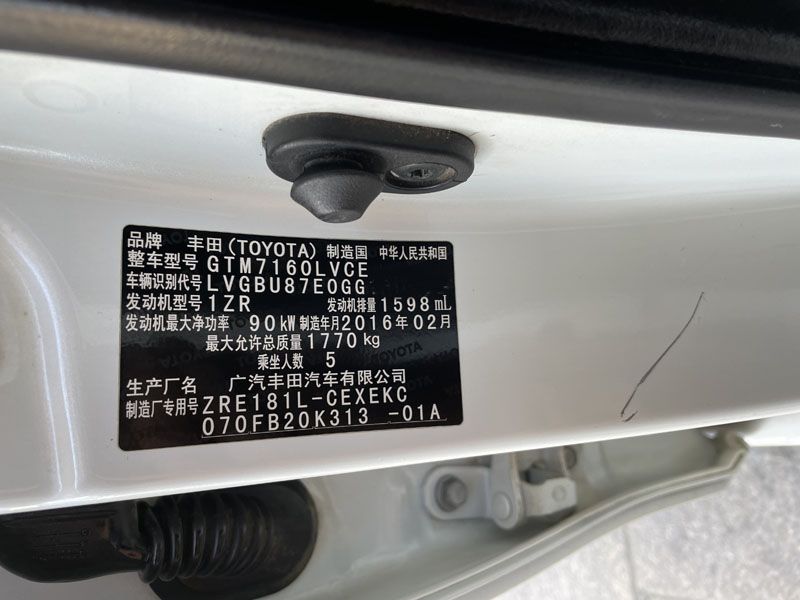 品牌 丰田(TOYOTA) 制造国 中华人民共和国
整车型号 GTM7160LVCE
车辆识别代号 LVGBU87E0GG
发动机型号 1ZR 发动机排量 1598 mL
发动机最大净功率 90 kW 制造年月 2016 年 02 月
最大允许总质量 1770 kg
乘坐人数 5
生产厂名 广汽丰田汽车有限公司
制造厂专用号 ZRE181L-CEXEKC
070FB20K313 -01A